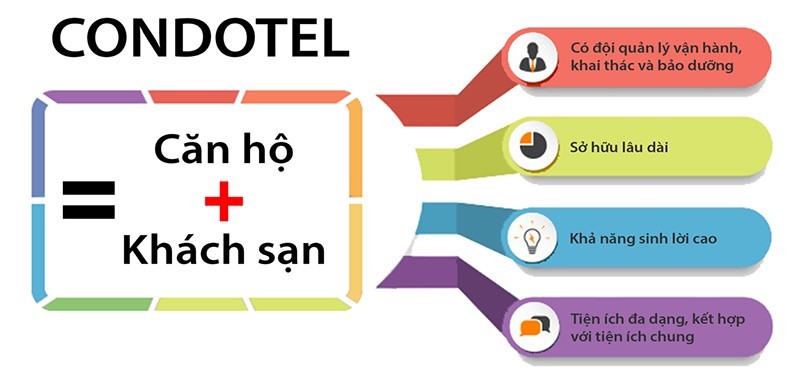 CONDOTEL
= Căn hộ
+
Khách sạn
Có đội quản lý vận hành,
khai thác và bảo dưỡng
Sở hữu lâu dài
Khả năng sinh lời cao
Tiện ích đa dạng, kết hợp
với tiện ích chung